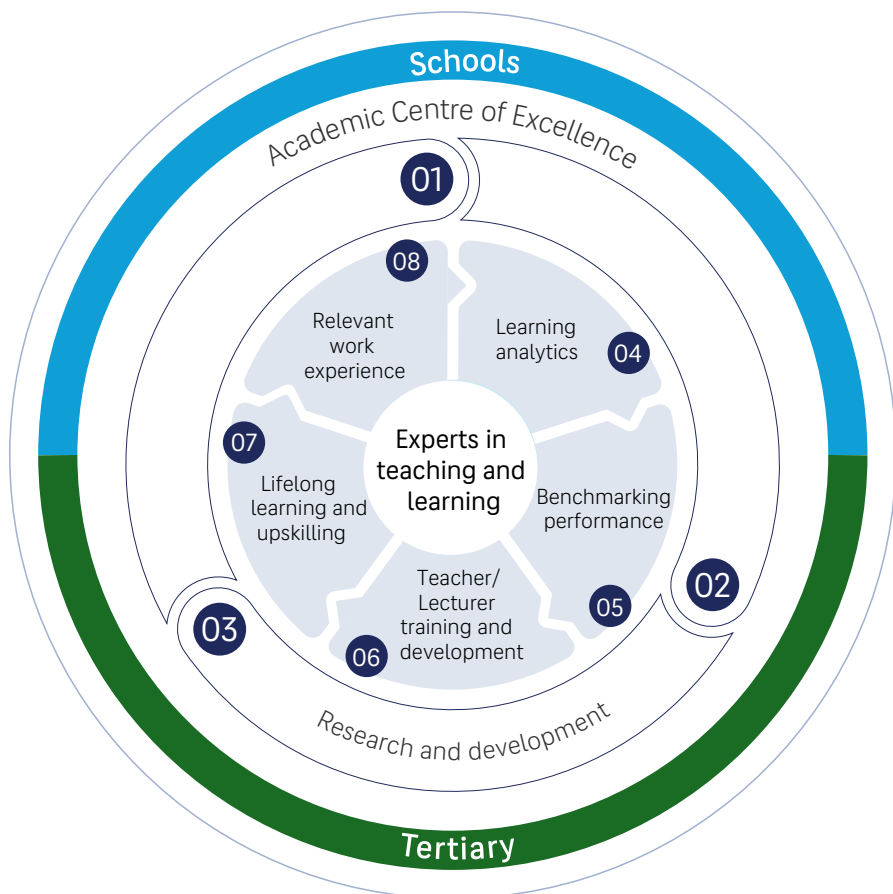 Schools
Academic Centre of Excellence
01
08
Relevant
work
experience
Learning
analytics
04
07
Lifelong
learning and
upskilling
Experts in
teaching and
learning
Benchmarking
performance
02
05
03
Teacher/
Lecturer
training and
development
06
Research and development
Tertiary